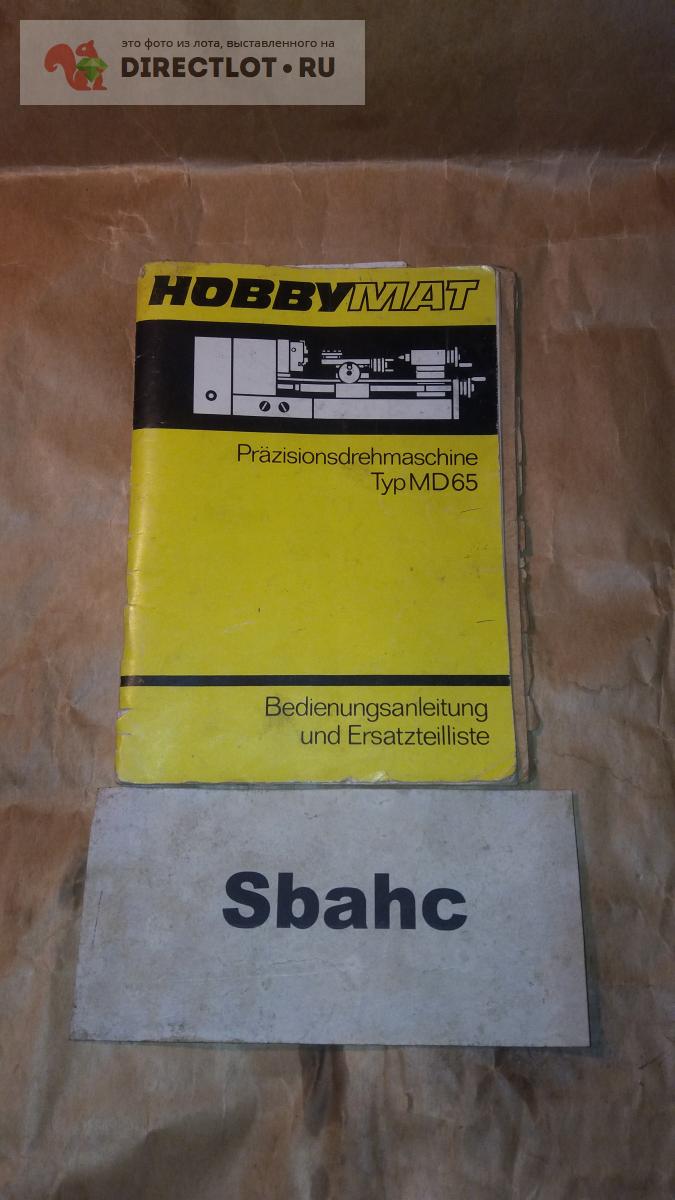 это фото из лота, выставленного на
DIRECTLOT•RU
HOBBYMAT
Präzisionsdrehmaschine
Typ MD65
Bedienungsanleitung
und Ersatzteilliste
Sbahc